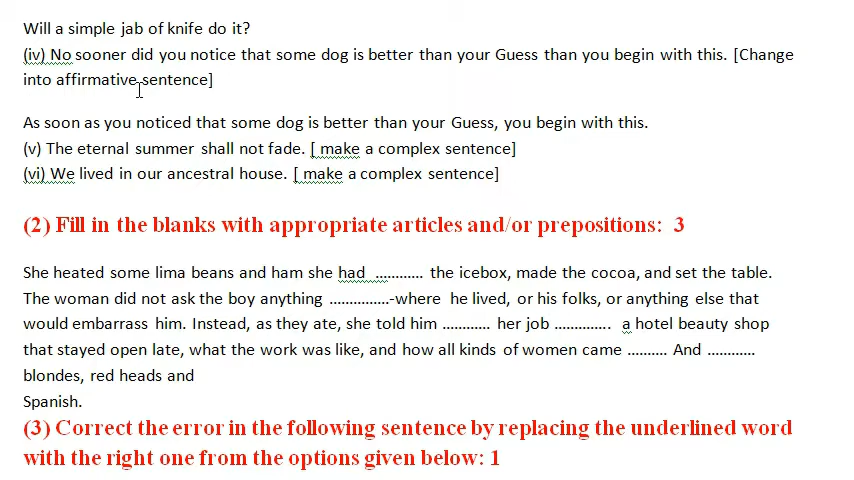 Will a simple jab of knife do it?
(iv) No sooner did you notice that some dog is better than your Guess than you begin with this. [Change
into affirmative sentence]
As soon as you noticed that some dog is better than your Guess, you begin with this.
(v) The eternal summer shall not fade. [ make a complex sentence]
(vi) We lived in our ancestral house. [ make a complex sentence]
(2) Fill in the blanks with appropriate articles and/or prepositions: 3
She heated some lima beans and ham she had ............ the icebox, made the cocoa, and set the table.
The woman did not ask the boy anything ...............-where he lived, or his folks, or anything else that
would embarrass him. Instead, as they ate, she told him ............ her job .............. a hotel beauty shop
that stayed open late, what the work was like, and how all kinds of women came .......... And ............
blondes, red heads and
Spanish.
(3) Correct the error in the following sentence by replacing the underlined word
with the right one from the options given below: 1